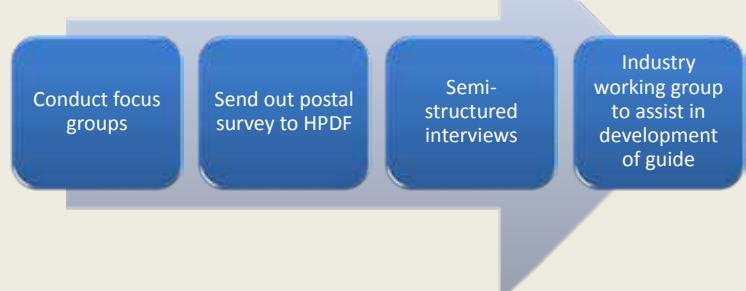 Conduct focus
groups
Send out postal
survey to HPDF
Semi-
structured
interviews
Industry
working group
to assist in
development
of guide